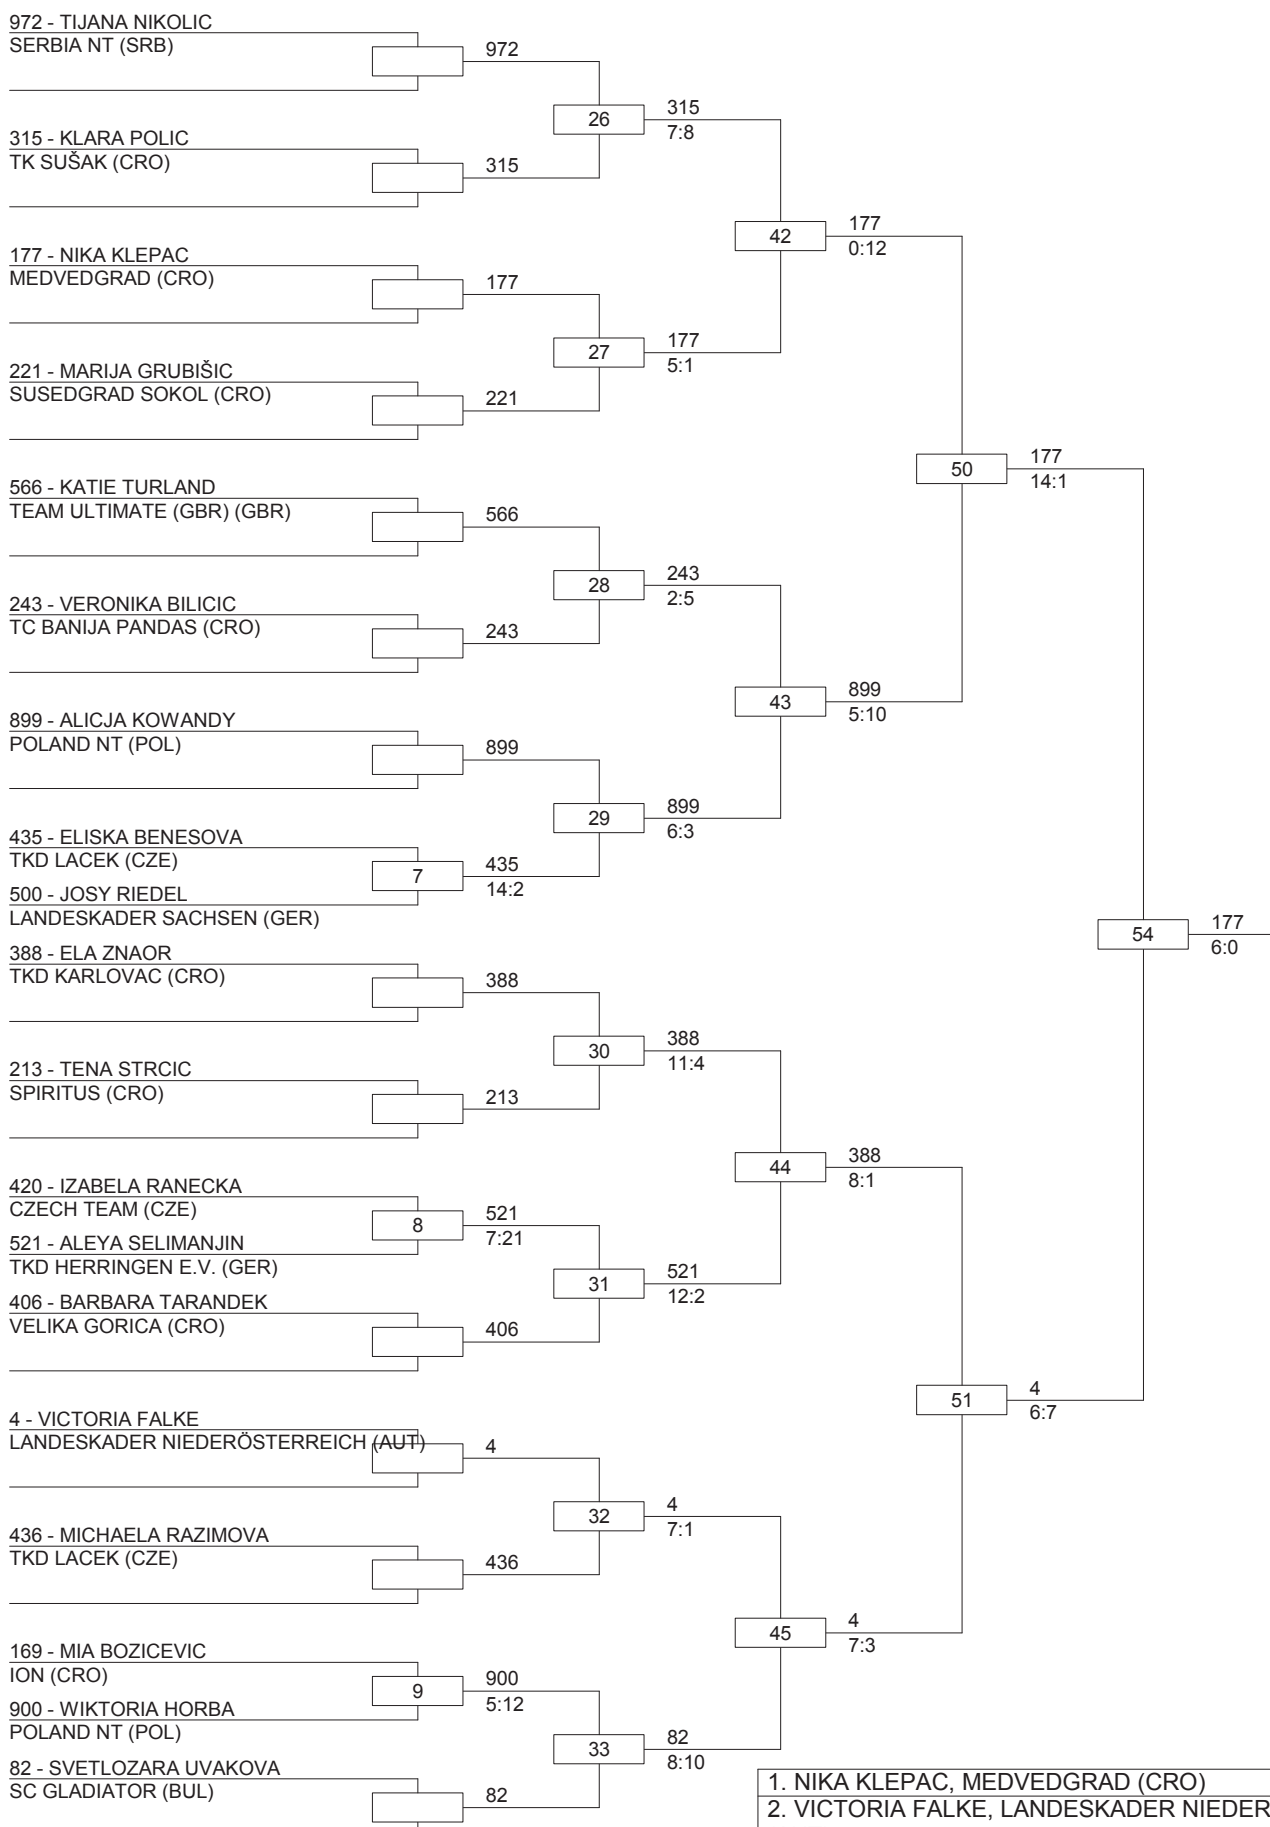 972 - TIJANA NIKOLIC
SERBIA NT (SRB)
972
26
315
7:8
315 - KLARA POLIC
TK SUŠAK (CRO)
315
42
177
0:12
177 - NIKA KLEPAC
MEDVEDGRAD (CRO)
177
27
177
5:1
221 - MARIJA GRUBIŠIC
SUSEDGRAD SOKOL (CRO)
221
50
177
14:1
566 - KATIE TURLAND
TEAM ULTIMATE (GBR) (GBR)
566
28
243
2:5
243 - VERONIKA BILICIC
TC BANIJA PANDAS (CRO)
243
43
899
5:10
899 - ALICJA KOWANDY
POLAND NT (POL)
899
29
899
6:3
435 - ELISKA BENESOVA
TKD LACEK (CZE)
7
435
14:2
500 - JOSY RIEDEL
LANDESKADER SACHSEN (GER)
54
177
6:0
388 - ELA ZNAOR
TKD KARLOVAC (CRO)
388
30
388
11:4
213 - TENA STRCIC
SPIRITUS (CRO)
213
44
388
8:1
420 - IZABELA RANECKA
CZECH TEAM (CZE)
8
521
7:21
521 - ALEYA SELIMANJIN
TKD HERRINGEN E.V. (GER)
31
521
12:2
406 - BARBARA TARANDEK
VELIKA GORICA (CRO)
406
51
4
6:7
4 - VICTORIA FALKE
LANDESKADER NIEDERÖSTERREICH (AUT)
4
32
4
7:1
436 - MICHAELA RAZIMOVA
TKD LACEK (CZE)
436
45
4
7:3
169 - MIA BOZICEVIC
ION (CRO)
9
900
5:12
900 - WIKTORIA HORBA
POLAND NT (POL)
33
82
8:10
82 - SVETLOZARA UVAKOVA
SC GLADIATOR (BUL)
82
1. NIKA KLEPAC, MEDVEDGRAD (CRO)
2. VICTORIA FALKE, LANDESKADER NIEDER